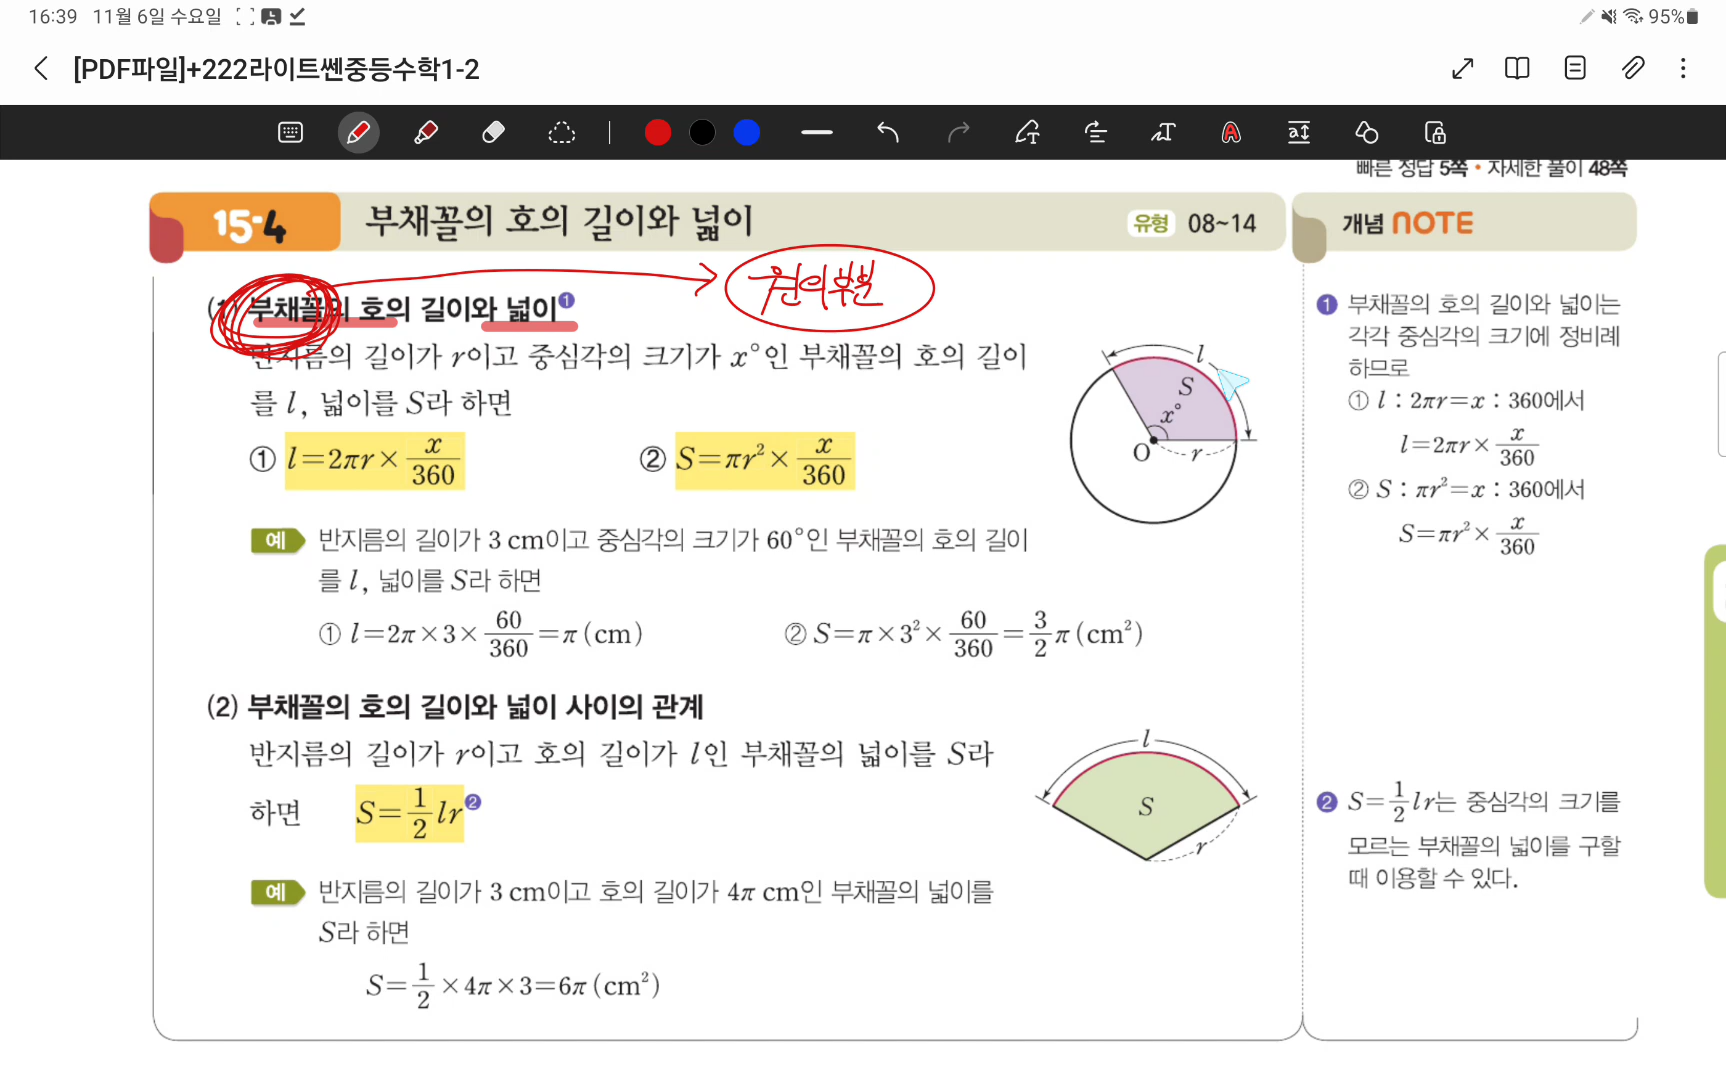 16:39 11월 6일 수요일
95%
[PDF파일]+222라이트쎈중등수학1-2
빠른 정답 5쪽 • 자세한 풀이 48쪽
15-4 부채꼴의 호의 길이와 넓이 유형 08~14
(1) 부채꼴의 호의 길이와 넓이❶
원의 부분
반지름의 길이가 r이고 중심각의 크기가 x°인 부채꼴의 호의 길이
를 l, 넓이를 S라 하면
① l=2πr×x/360 ② S=πr²×x/360
l
S
x°
O
r
예 반지름의 길이가 3 cm이고 중심각의 크기가 60°인 부채꼴의 호의 길이
를 l, 넓이를 S라 하면
① l=2π×3×60/360=π(cm) ② S=π×3²×60/360=3/2π(cm²)
(2) 부채꼴의 호의 길이와 넓이 사이의 관계
반지름의 길이가 r이고 호의 길이가 l인 부채꼴의 넓이를 S라
하면 S=1/2lr❷
l
S
r
예 반지름의 길이가 3 cm이고 호의 길이가 4π cm인 부채꼴의 넓이를
S라 하면
S=1/2×4π×3=6π(cm²)
개념 NOTE
❶ 부채꼴의 호의 길이와 넓이는
각각 중심각의 크기에 정비례
하므로
① l : 2πr=x : 360에서
l=2πr×x/360
② S : πr²=x : 360에서
S=πr²×x/360
❷ S=1/2lr는 중심각의 크기를
모르는 부채꼴의 넓이를 구할
때 이용할 수 있다.